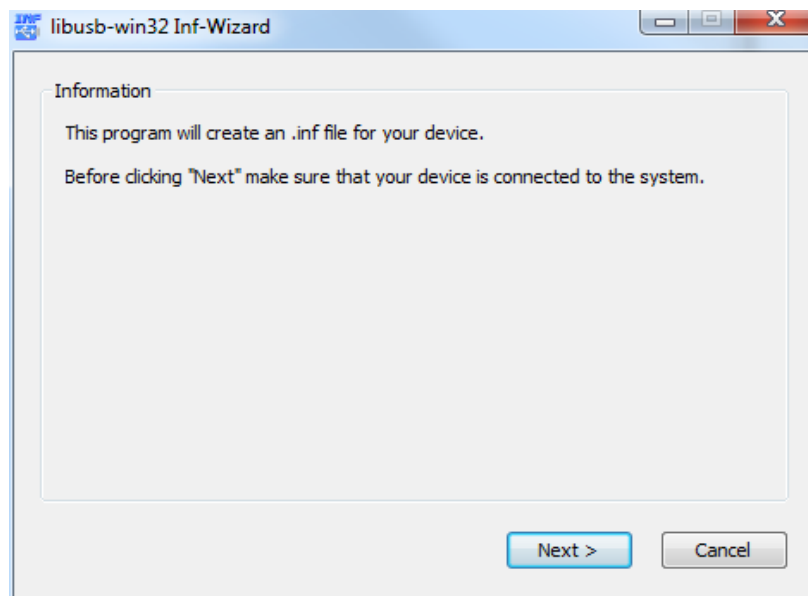 libusb-win32 Inf-Wizard
Information
This program will create an .inf file for your device.
Before clicking "Next" make sure that your device is connected to the system.
Next >
Cancel